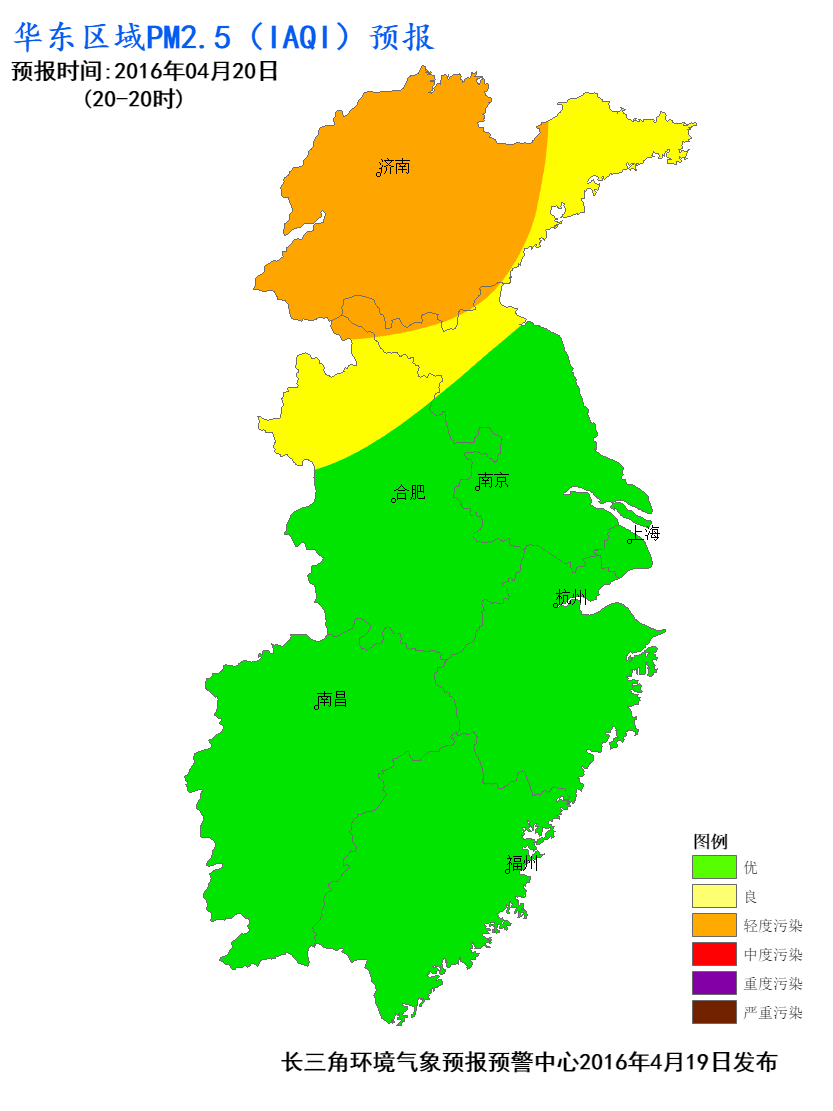 华东区域PM2.5（IAQI）预报
预报时间:2016年04月20日
(20-20时)
济南
南京
合肥
上海
杭州
南昌
福州
图例
优
良
轻度污染
中度污染
重度污染
严重污染
长三角环境气象预报预警中心2016年4月19日发布